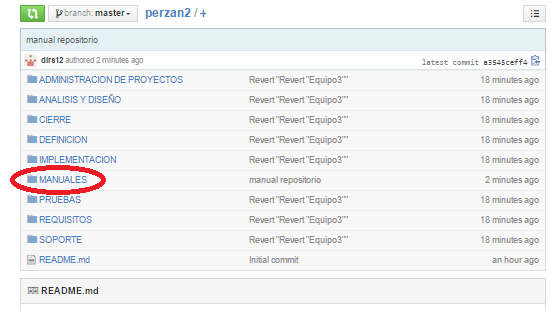 branch: master perzan2 / +
manual repositorio
dlrs12 authored 2 minutes ago latest commit a3545ceff4
ADMINISTRACION DE PROYECTOS Revert "Revert "Equipo3"" 18 minutes ago
ANALISIS Y DISEÑO Revert "Revert "Equipo3"" 18 minutes ago
CIERRE Revert "Revert "Equipo3"" 18 minutes ago
DEFINICION Revert "Revert "Equipo3"" 18 minutes ago
IMPLEMENTACION Revert "Revert "Equipo3"" 18 minutes ago
MANUALES manual repositorio 2 minutes ago
PRUEBAS Revert "Revert "Equipo3"" 18 minutes ago
REQUISITOS Revert "Revert "Equipo3"" 18 minutes ago
SOPORTE Revert "Revert "Equipo3"" 18 minutes ago
README.md Initial commit an hour ago
README.md